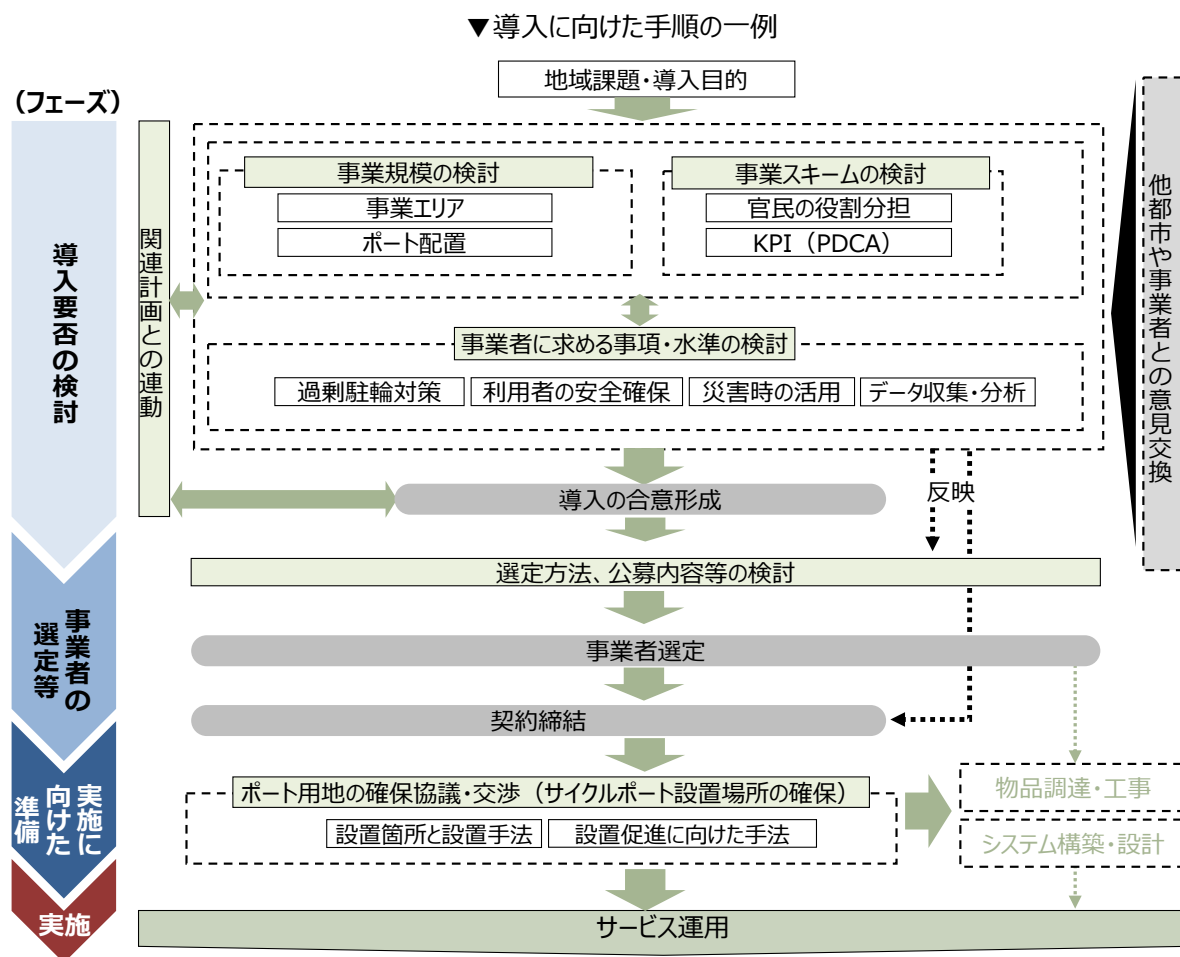 ▼導入に向けた手順の一例
地域課題・導入目的
(フェーズ)
導入要否の検討
関連計画との連動
事業規模の検討
事業エリア
ポート配置
事業スキームの検討
官民の役割分担
KPI（PDCA）
事業者に求める事項・水準の検討
過剰駐輪対策
利用者の安全確保
災害時の活用
データ収集・分析
他都市や事業者との意見交換
導入の合意形成
反映
事業者の
選定等
選定方法、公募内容等の検討
事業者選定
契約締結
実施に
向けた
準備
ポート用地の確保協議・交渉（サイクルポート設置場所の確保）
設置箇所と設置手法
設置促進に向けた手法
物品調達・工事
システム構築・設計
実施
サービス運用